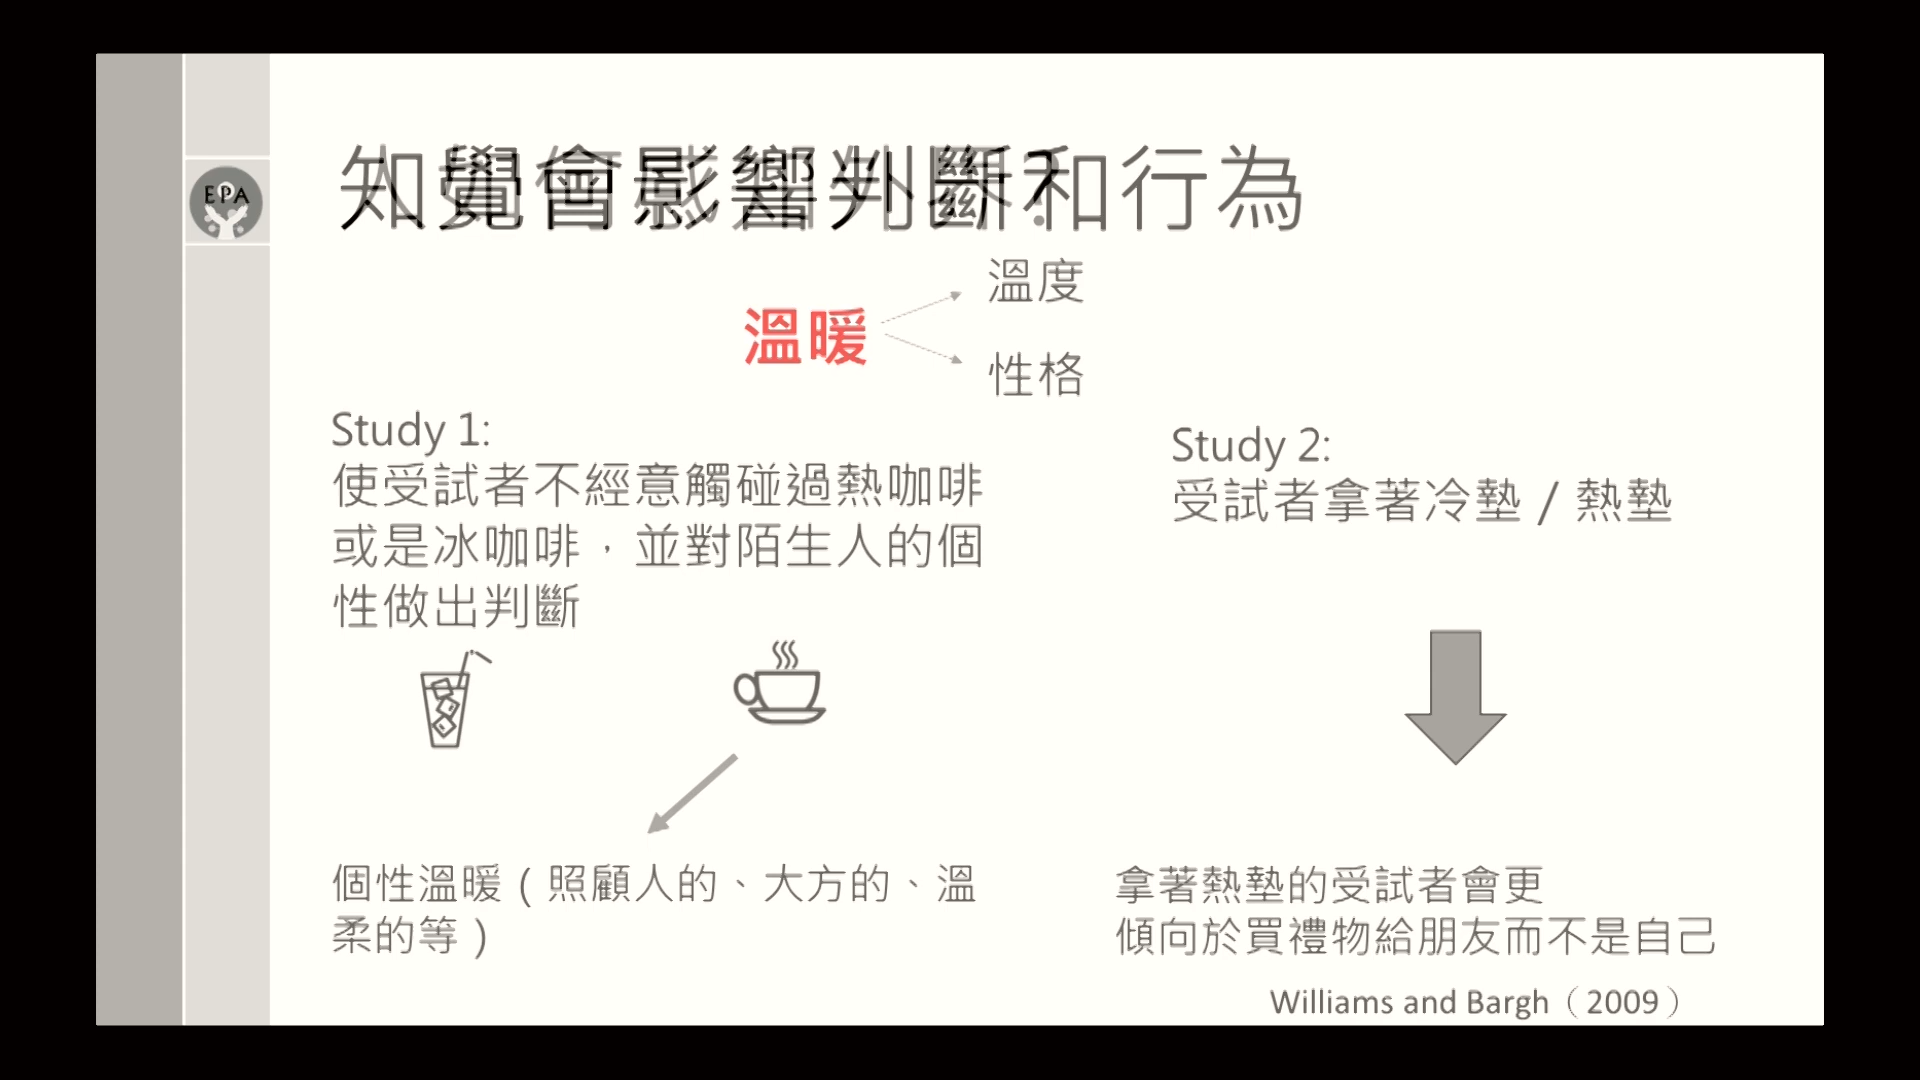 EPA
知覺會影響判斷和行為
溫暖
溫度
性格
Study 1:
使受試者不經意觸碰過熱咖啡
或是冰咖啡，並對陌生人的個
性做出判斷
Study 2:
受試者拿著冷墊 / 熱墊
個性溫暖（照顧人的、大方的、溫
柔的等）
拿著熱墊的受試者會更
傾向於買禮物給朋友而不是自己
Williams and Bargh（2009）